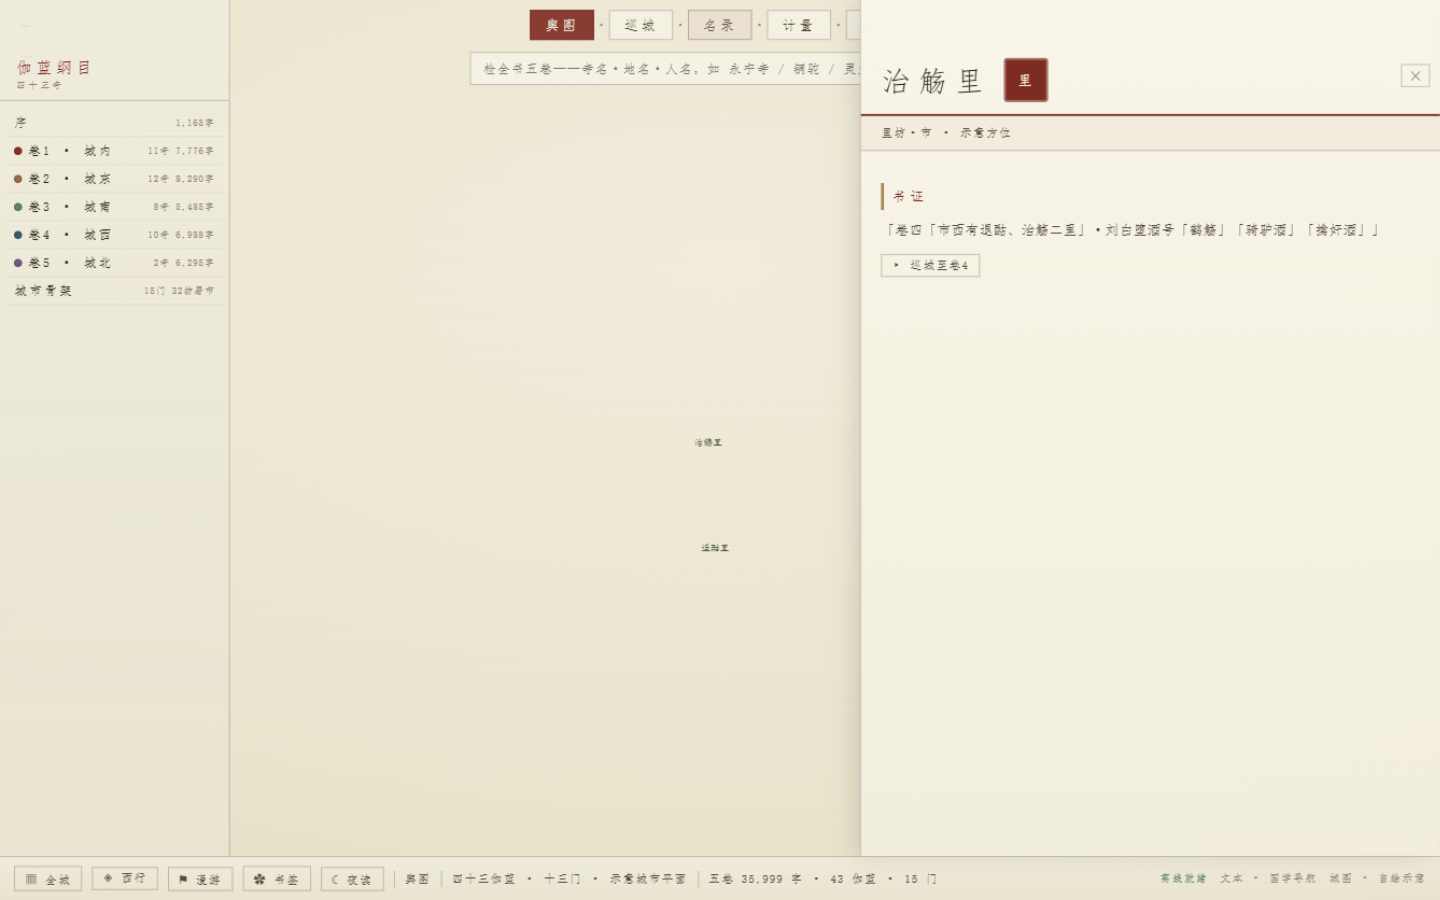 伽蓝纲目
四十三寺
序 1,168字
卷1 • 城内 11寺 7,776字
卷2 • 城东 12寺 8,290字
卷3 • 城南 8寺 5,485字
卷4 • 城西 10寺 6,988字
卷5 • 城北 2寺 6,295字
城市骨架 15门 32坊署市
舆图 · 巡城 · 名录 · 计量 ·
检全书五卷——寺名·地名·人名，如 永宁寺 / 铜驼 / 灵
治觞里
退酤里
治觞里 里
里坊·市 • 示意方位
书证
「卷四「市西有退酤、治觞二里」·刘白堕酒号「鹤觞」「骑驴酒」「擒奸酒」」
▸ 巡城至卷4
全城 西行 漫游 书签 夜读 舆图 四十三伽蓝 • 十三门 • 示意城市平面 五卷 35,999 字 • 43 伽蓝 • 15 门
离线就绪 文本 • 国学导航 城图 • 自绘示意